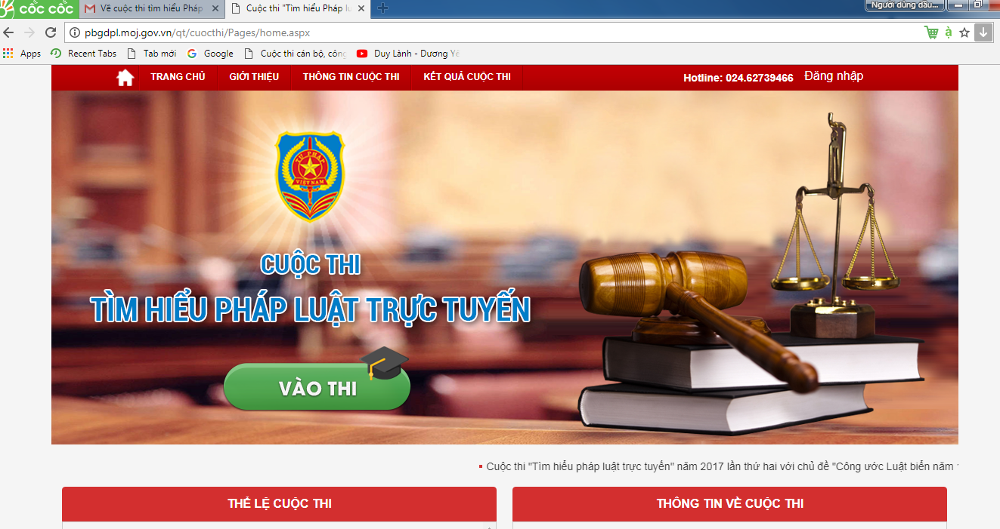 cốc cốc
Về cuộc thi tìm hiểu Pháp
Cuộc thi "Tìm hiểu Pháp lu
Người dùng đầu...
pbgdpl.moj.gov.vn/qt/cuocthi/Pages/home.aspx
Apps
Recent Tabs
Tab mới
Google
Cuộc thi cán bộ, công
Duy Lành - Dương Yế
TRANG CHỦ
GIỚI THIỆU
THÔNG TIN CUỘC THI
KẾT QUẢ CUỘC THI
Hotline: 024.62739466
Đăng nhập
TƯ PHÁP
VIỆT NAM
CUỘC THI
TÌM HIỂU PHÁP LUẬT TRỰC TUYẾN
VÀO THI
Cuộc thi "Tìm hiểu pháp luật trực tuyến" năm 2017 lần thứ hai với chủ đề "Công ước Luật biển năm
THỂ LỆ CUỘC THI
THÔNG TIN VỀ CUỘC THI